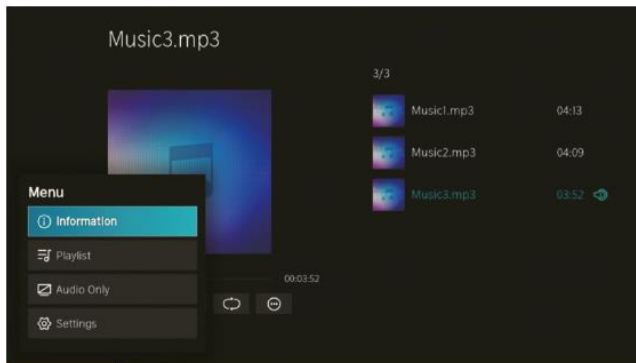 Music3.mp3
3/3
Music1.mp3 04:13
Music2.mp3 04:09
Music3.mp3 03:52
Menu
Information
Playlist
Audio Only
Settings
00:03:52